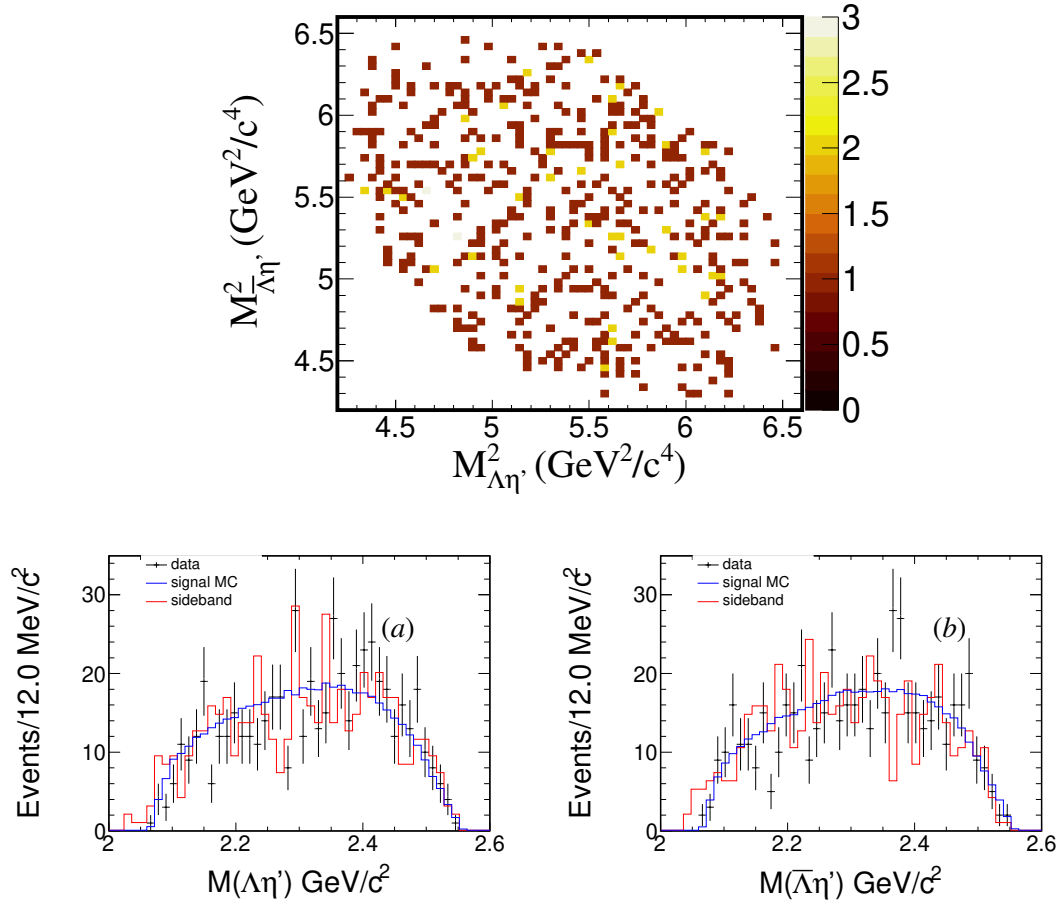 M²_Λ̅η' (GeV²/c⁴)
6.5
6
5.5
5
4.5
4.5 5 5.5 6 6.5
M²_Λη' (GeV²/c⁴)
3
2.5
2
1.5
1
0.5
0
Events/12.0 MeV/c²
30
20
10
0
data
signal MC
sideband
(a)
2 2.2 2.4 2.6
M(Λη') GeV/c²
Events/12.0 MeV/c²
30
20
10
0
data
signal MC
sideband
(b)
2 2.2 2.4 2.6
M(Λ̅η') GeV/c²